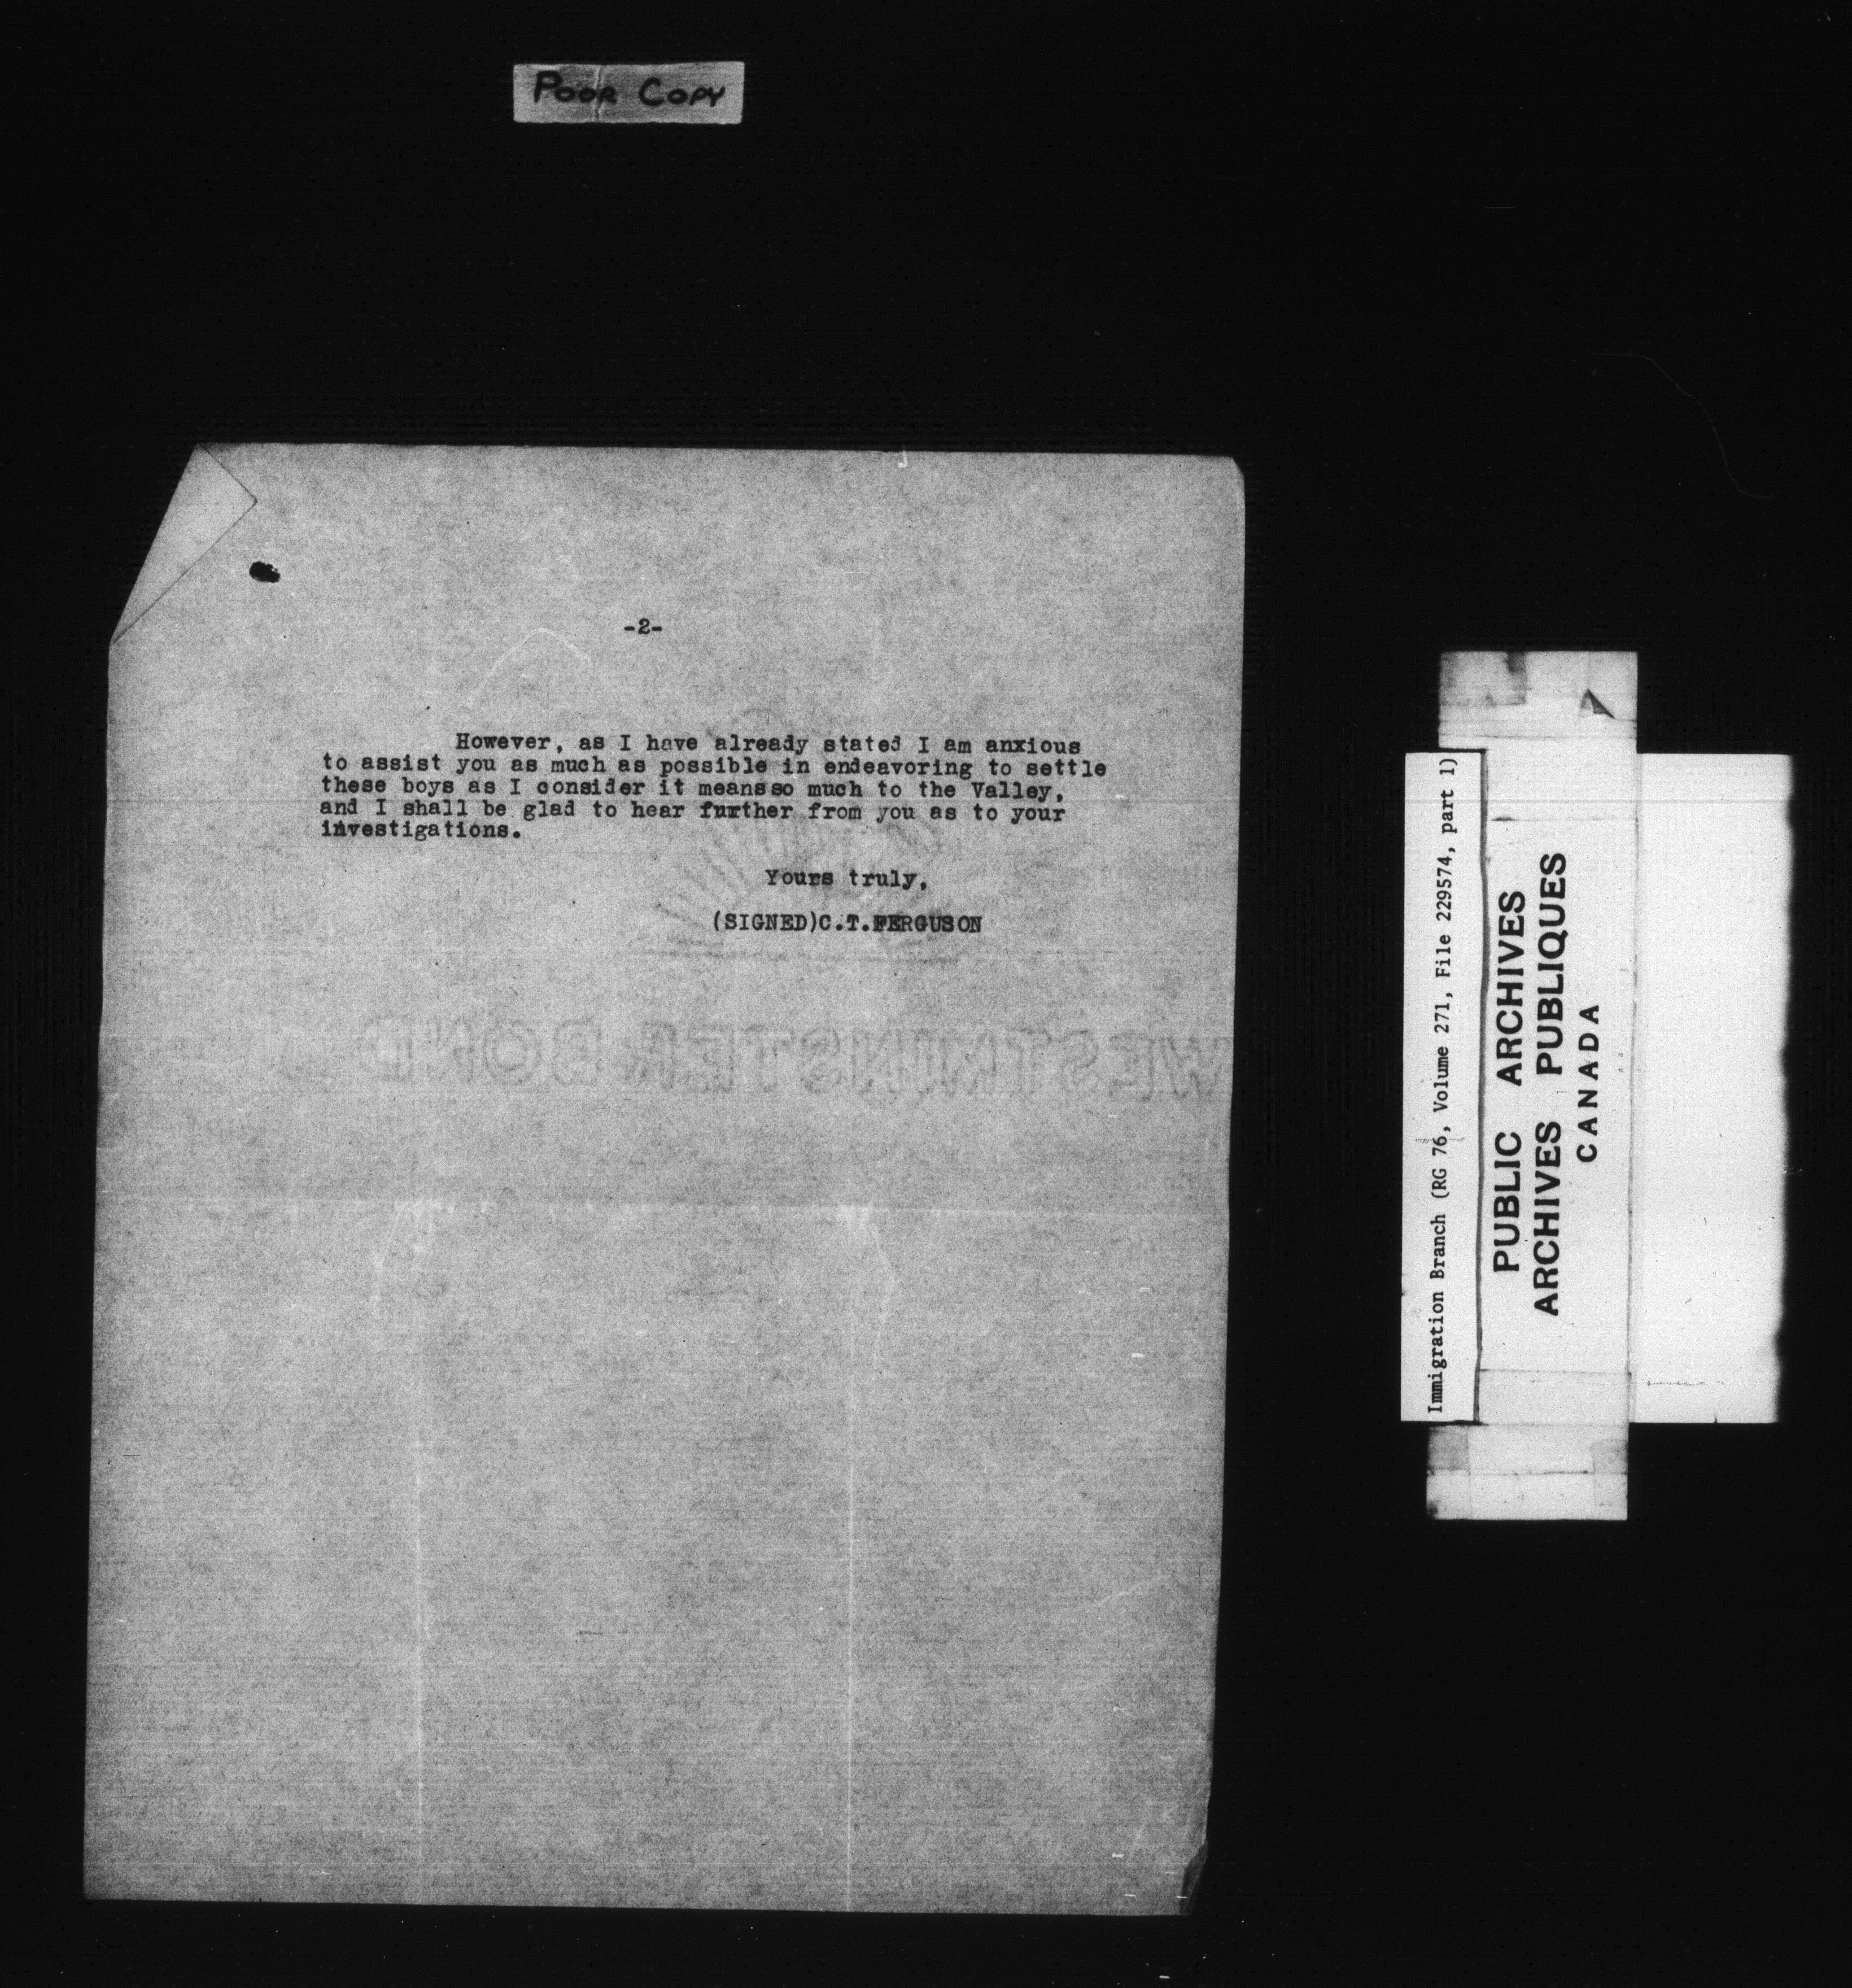 POOR COPY
-2-
However, as I have already stated I am anxious
to assist you as much as possible in endeavoring to settle
these boys as I consider it meansso much to the Valley,
and I shall be glad to hear further from you as to your
investigations.
Yours truly,
(SIGNED)C.T.FERGUSON
WESTMINSTER BOND
Immigration Branch (RG 76, Volume 271, File 229574, part 1)
PUBLIC ARCHIVES
ARCHIVES PUBLIQUES
CANADA